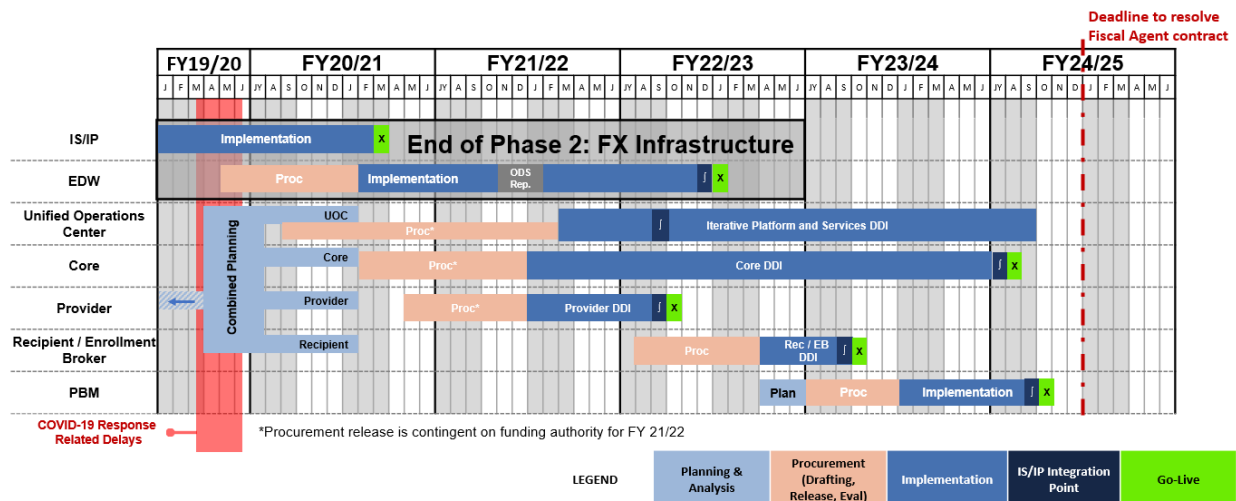 Deadline to resolve
Fiscal Agent contract
FY19/20 FY20/21 FY21/22 FY22/23 FY23/24 FY24/25
J F M A M J JY A S O N D J F M A M J JY A S O N D J F M A M J JY A S O N D J F M A M J JY A S O N D J F M A M J JY A S O N D J F M A M J
IS/IP Implementation X End of Phase 2: FX Infrastructure
EDW Proc Implementation ODS Rep. ∫ X
Unified Operations
Center
UOC
Proc* ∫ Iterative Platform and Services DDI
Combined Planning
Core Core Proc* Core DDI ∫ X
Provider Provider Proc* Provider DDI ∫ X
Recipient / Enrollment
Broker
Recipient Proc Rec / EB
DDI ∫ X
PBM Plan Proc Implementation ∫ X
COVID-19 Response
Related Delays
*Procurement release is contingent on funding authority for FY 21/22
LEGEND
Planning &
Analysis
Procurement
(Drafting,
Release, Eval)
Implementation
IS/IP Integration
Point
Go-Live